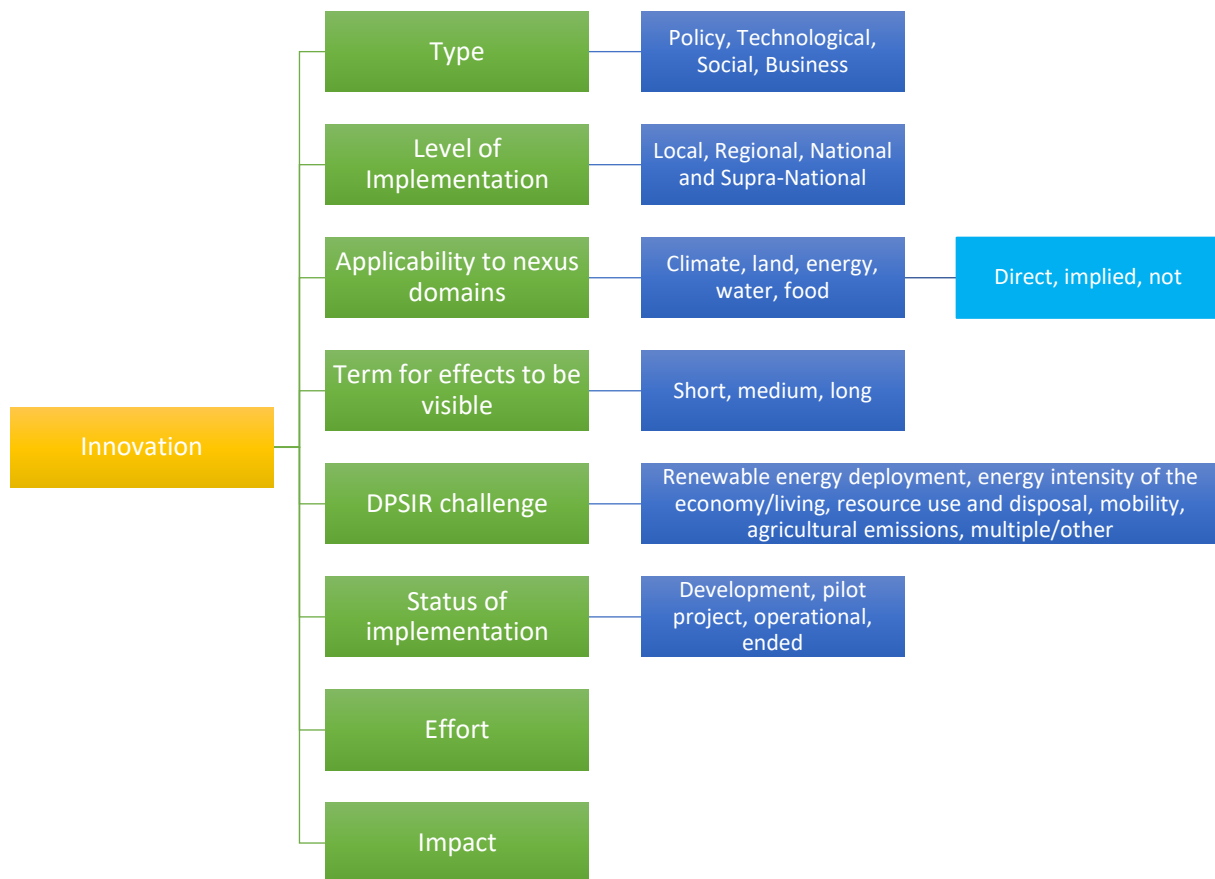 Type
Policy, Technological,
Social, Business
Level of
Implementation
Local, Regional, National
and Supra-National
Applicability to nexus
domains
Climate, land, energy,
water, food
Direct, implied, not
Term for effects to be
visible
Short, medium, long
Innovation
DPSIR challenge
Renewable energy deployment, energy intensity of the
economy/living, resource use and disposal, mobility,
agricultural emissions, multiple/other
Status of
implementation
Development, pilot
project, operational,
ended
Effort
Impact